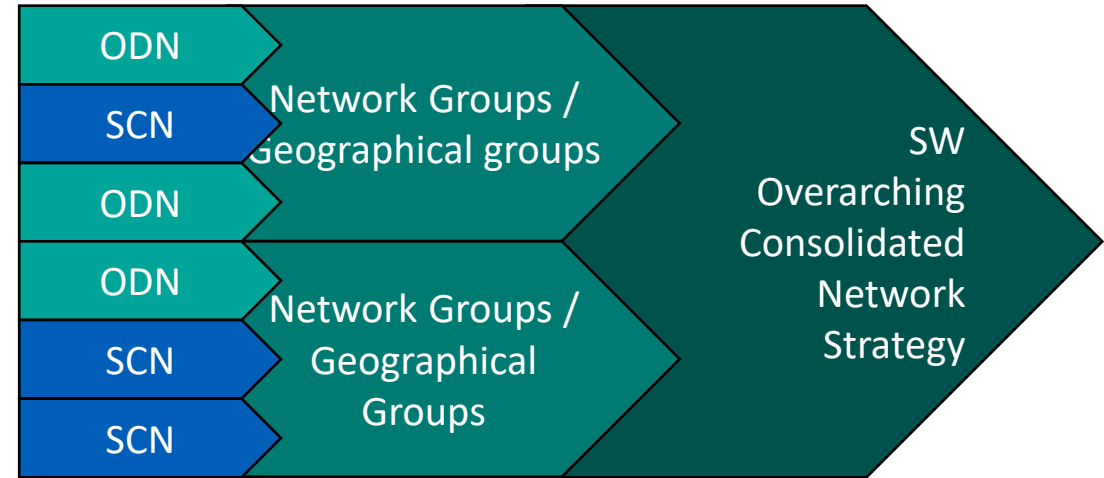 ODN
SCN
ODN
ODN
SCN
SCN
Network Groups /
Geographical groups
Network Groups /
Geographical
Groups
SW
Overarching
Consolidated
Network
Strategy